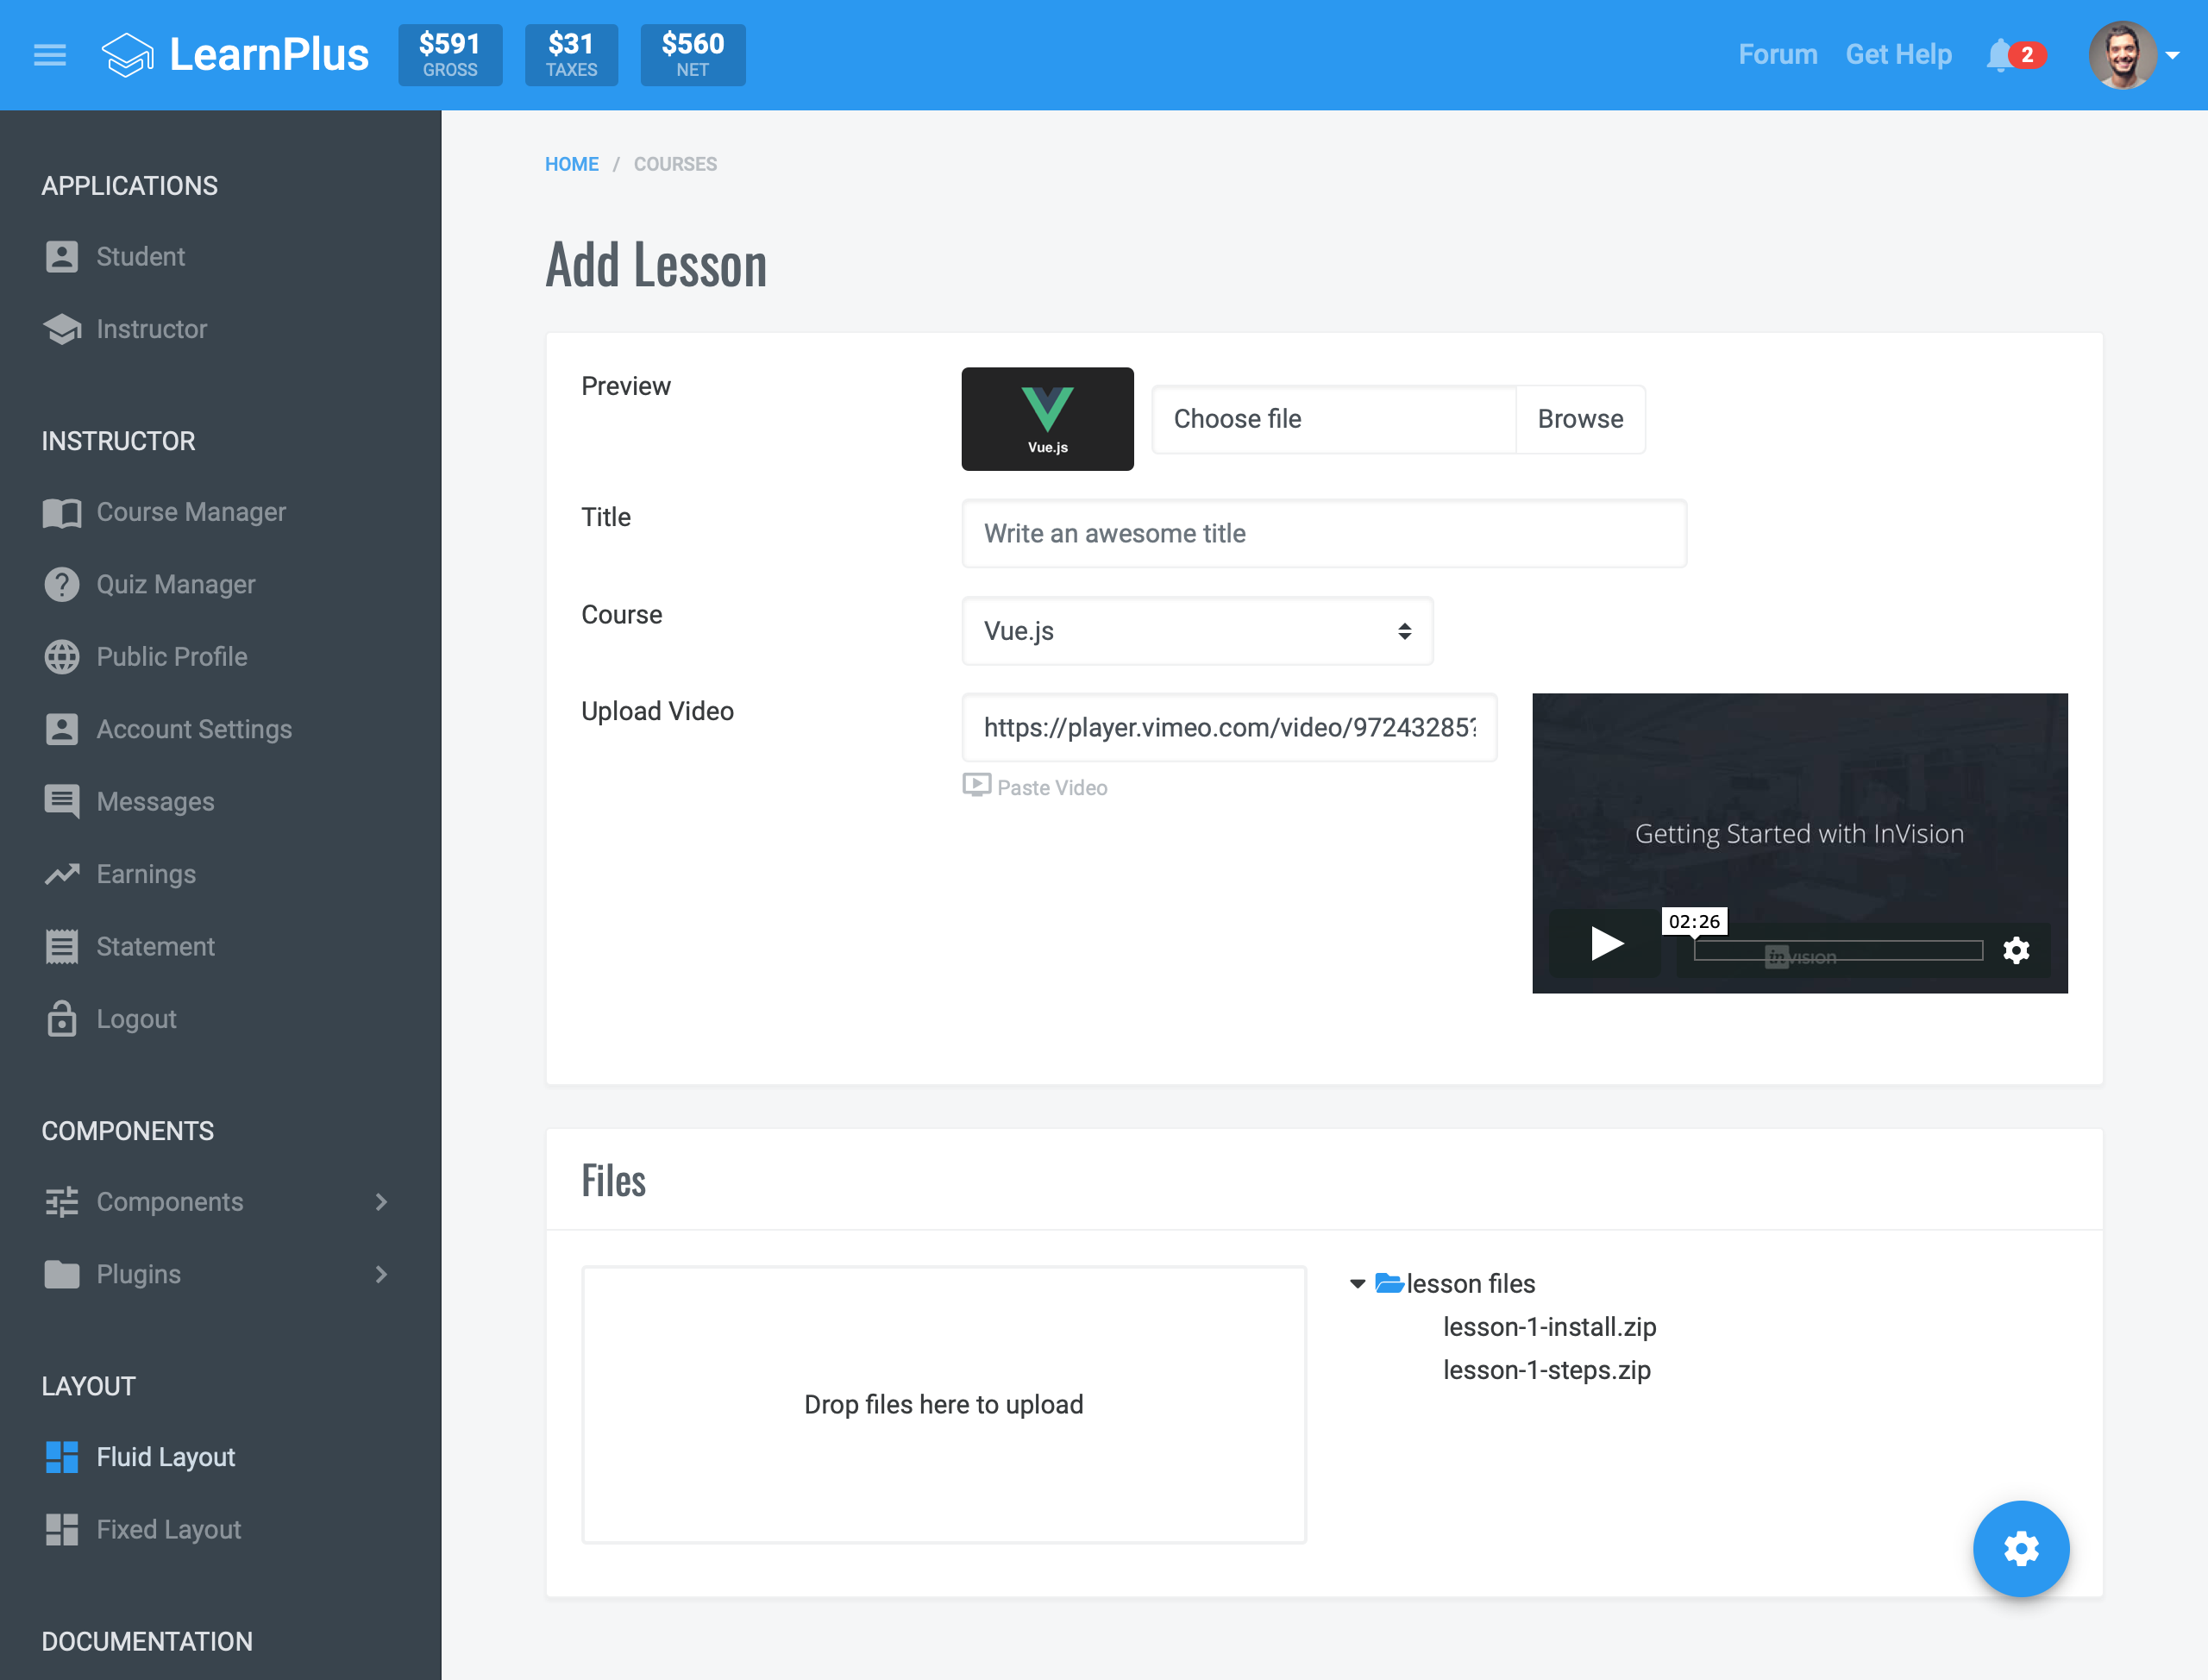 LearnPlus
$591
GROSS
$31
TAXES
$560
NET
Forum
Get Help
2
APPLICATIONS
Student
Instructor
INSTRUCTOR
Course Manager
Quiz Manager
Public Profile
Account Settings
Messages
Earnings
Statement
Logout
COMPONENTS
Components
Plugins
LAYOUT
Fluid Layout
Fixed Layout
DOCUMENTATION
HOME / COURSES
Add Lesson
Preview
Vue.js
Choose file
Browse
Title
Write an awesome title
Course
Vue.js
Upload Video
https://player.vimeo.com/video/97243285?
Paste Video
Getting Started with InVision
02:26
invision
Files
Drop files here to upload
lesson files
lesson-1-install.zip
lesson-1-steps.zip